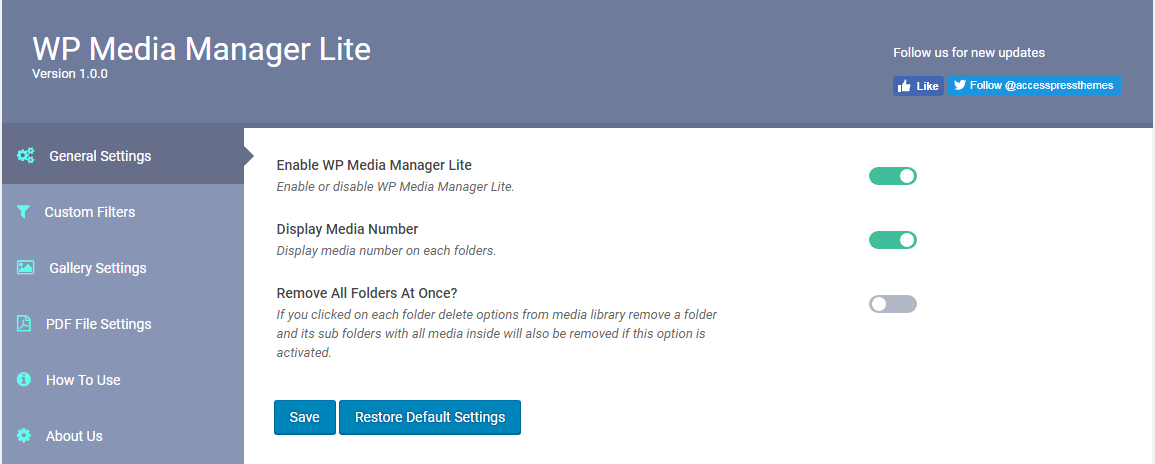 WP Media Manager Lite
Version 1.0.0
Follow us for new updates
Like
Follow @accesspressthemes
General Settings
Custom Filters
Gallery Settings
PDF File Settings
How To Use
About Us
Enable WP Media Manager Lite
Enable or disable WP Media Manager Lite.
Display Media Number
Display media number on each folders.
Remove All Folders At Once?
If you clicked on each folder delete options from media library remove a folder
and its sub folders with all media inside will also be removed if this option is
activated.
Save
Restore Default Settings